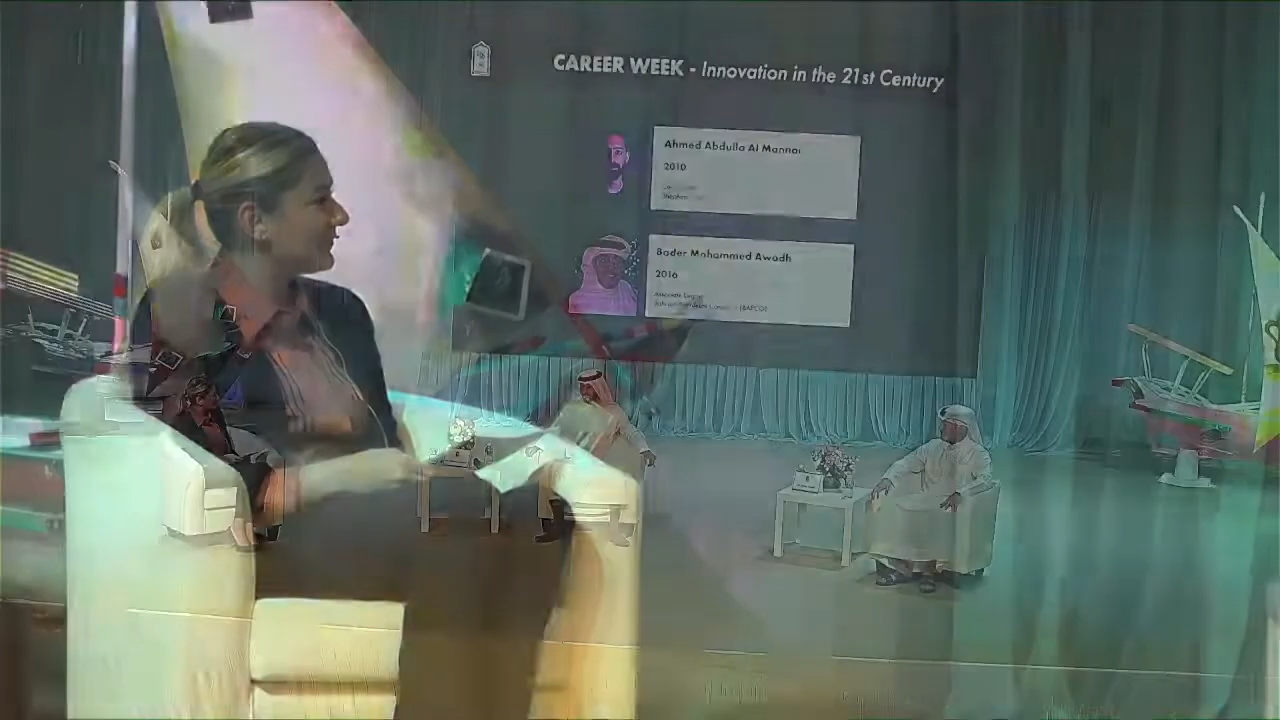 CAREER WEEK - Innovation in the 21st Century
Ahmed Abdulla Al Mannai
2010
Bader Mohammed Awadh
2016